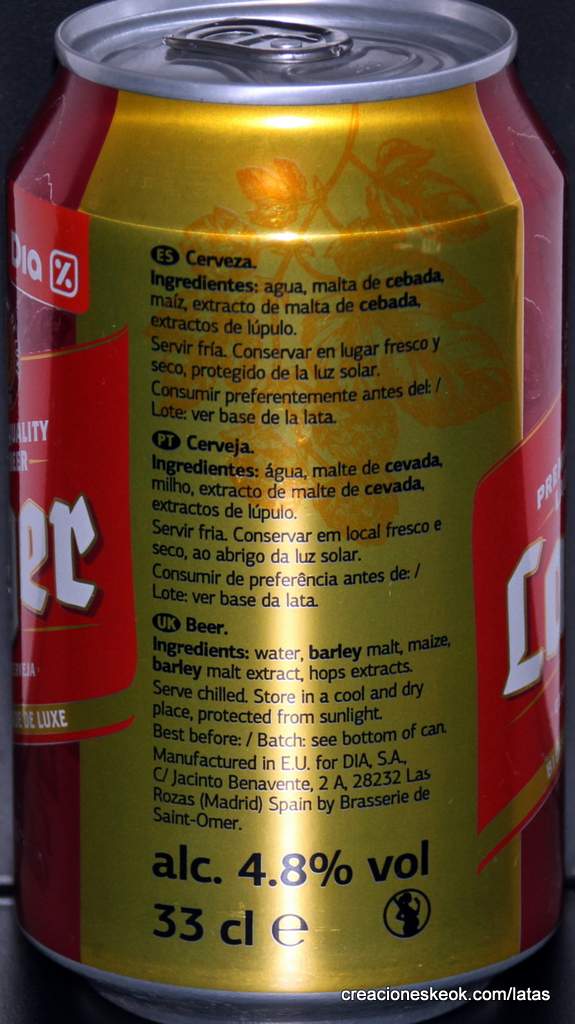 Dia %
ES Cerveza.
Ingredientes: agua, malta de cebada,
maíz, extracto de malta de cebada,
extractos de lúpulo.
Servir fría. Conservar en lugar fresco y
seco, protegido de la luz solar.
Consumir preferentemente antes del: /
Lote: ver base de la lata.
PT Cerveja.
Ingredientes: água, malte de cevada,
milho, extracto de malte de cevada,
extractos de lúpulo.
Servir fria. Conservar em local fresco e
seco, ao abrigo da luz solar.
Consumir de preferência antes de: /
Lote: ver base da lata.
UK Beer.
Ingredients: water, barley malt, maize,
barley malt extract, hops extracts.
Serve chilled. Store in a cool and dry
place, protected from sunlight.
Best before: / Batch: see bottom of can.
Manufactured in E.U. for DIA, S.A.,
C/ Jacinto Benavente, 2 A, 28232 Las
Rozas (Madrid) Spain by Brasserie de
Saint-Omer.
alc. 4.8% vol
33 cl e
DE LUXE
creacioneskeok.com/latas